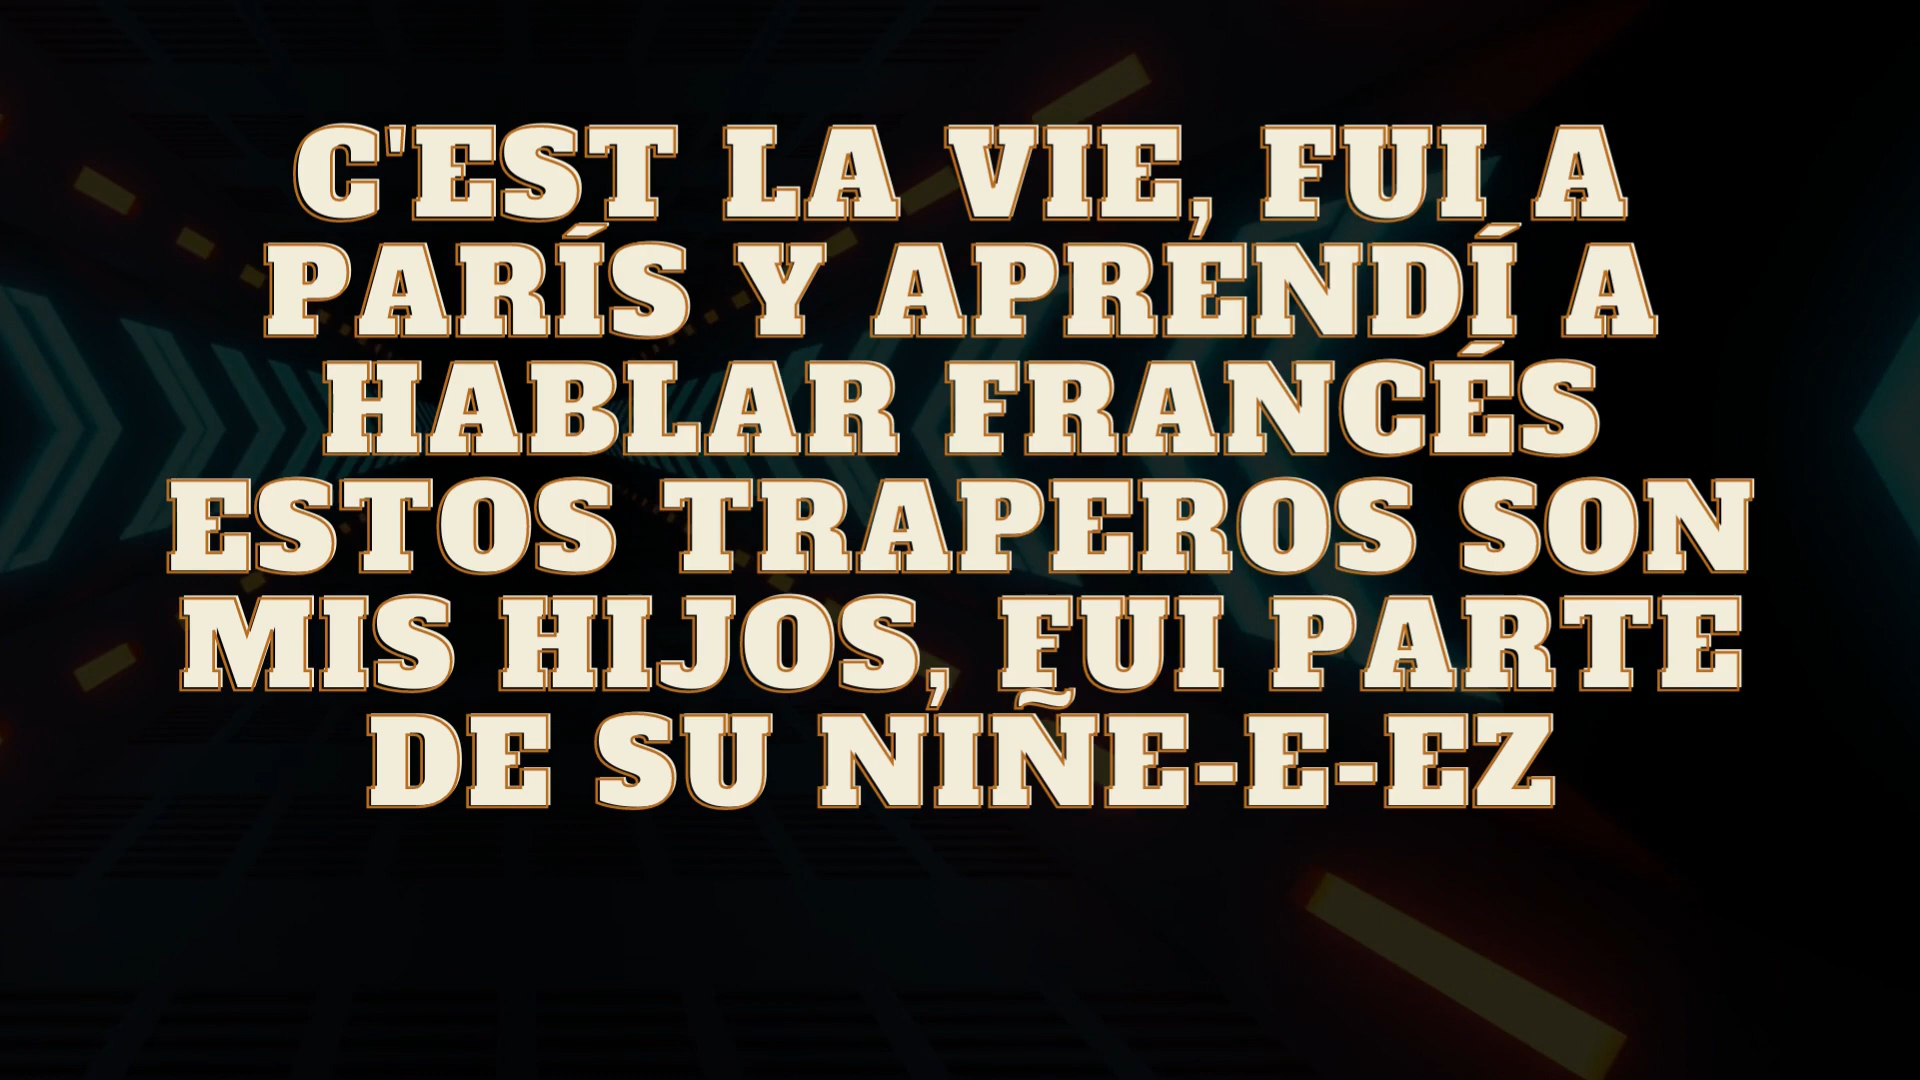 C'EST LA VIE, FUI A
PARÍS Y APRENDÍ A
HABLAR FRANCÉS
ESTOS TRAPEROS SON
MIS HIJOS, FUI PARTE
DE SU NIÑE-E-EZ